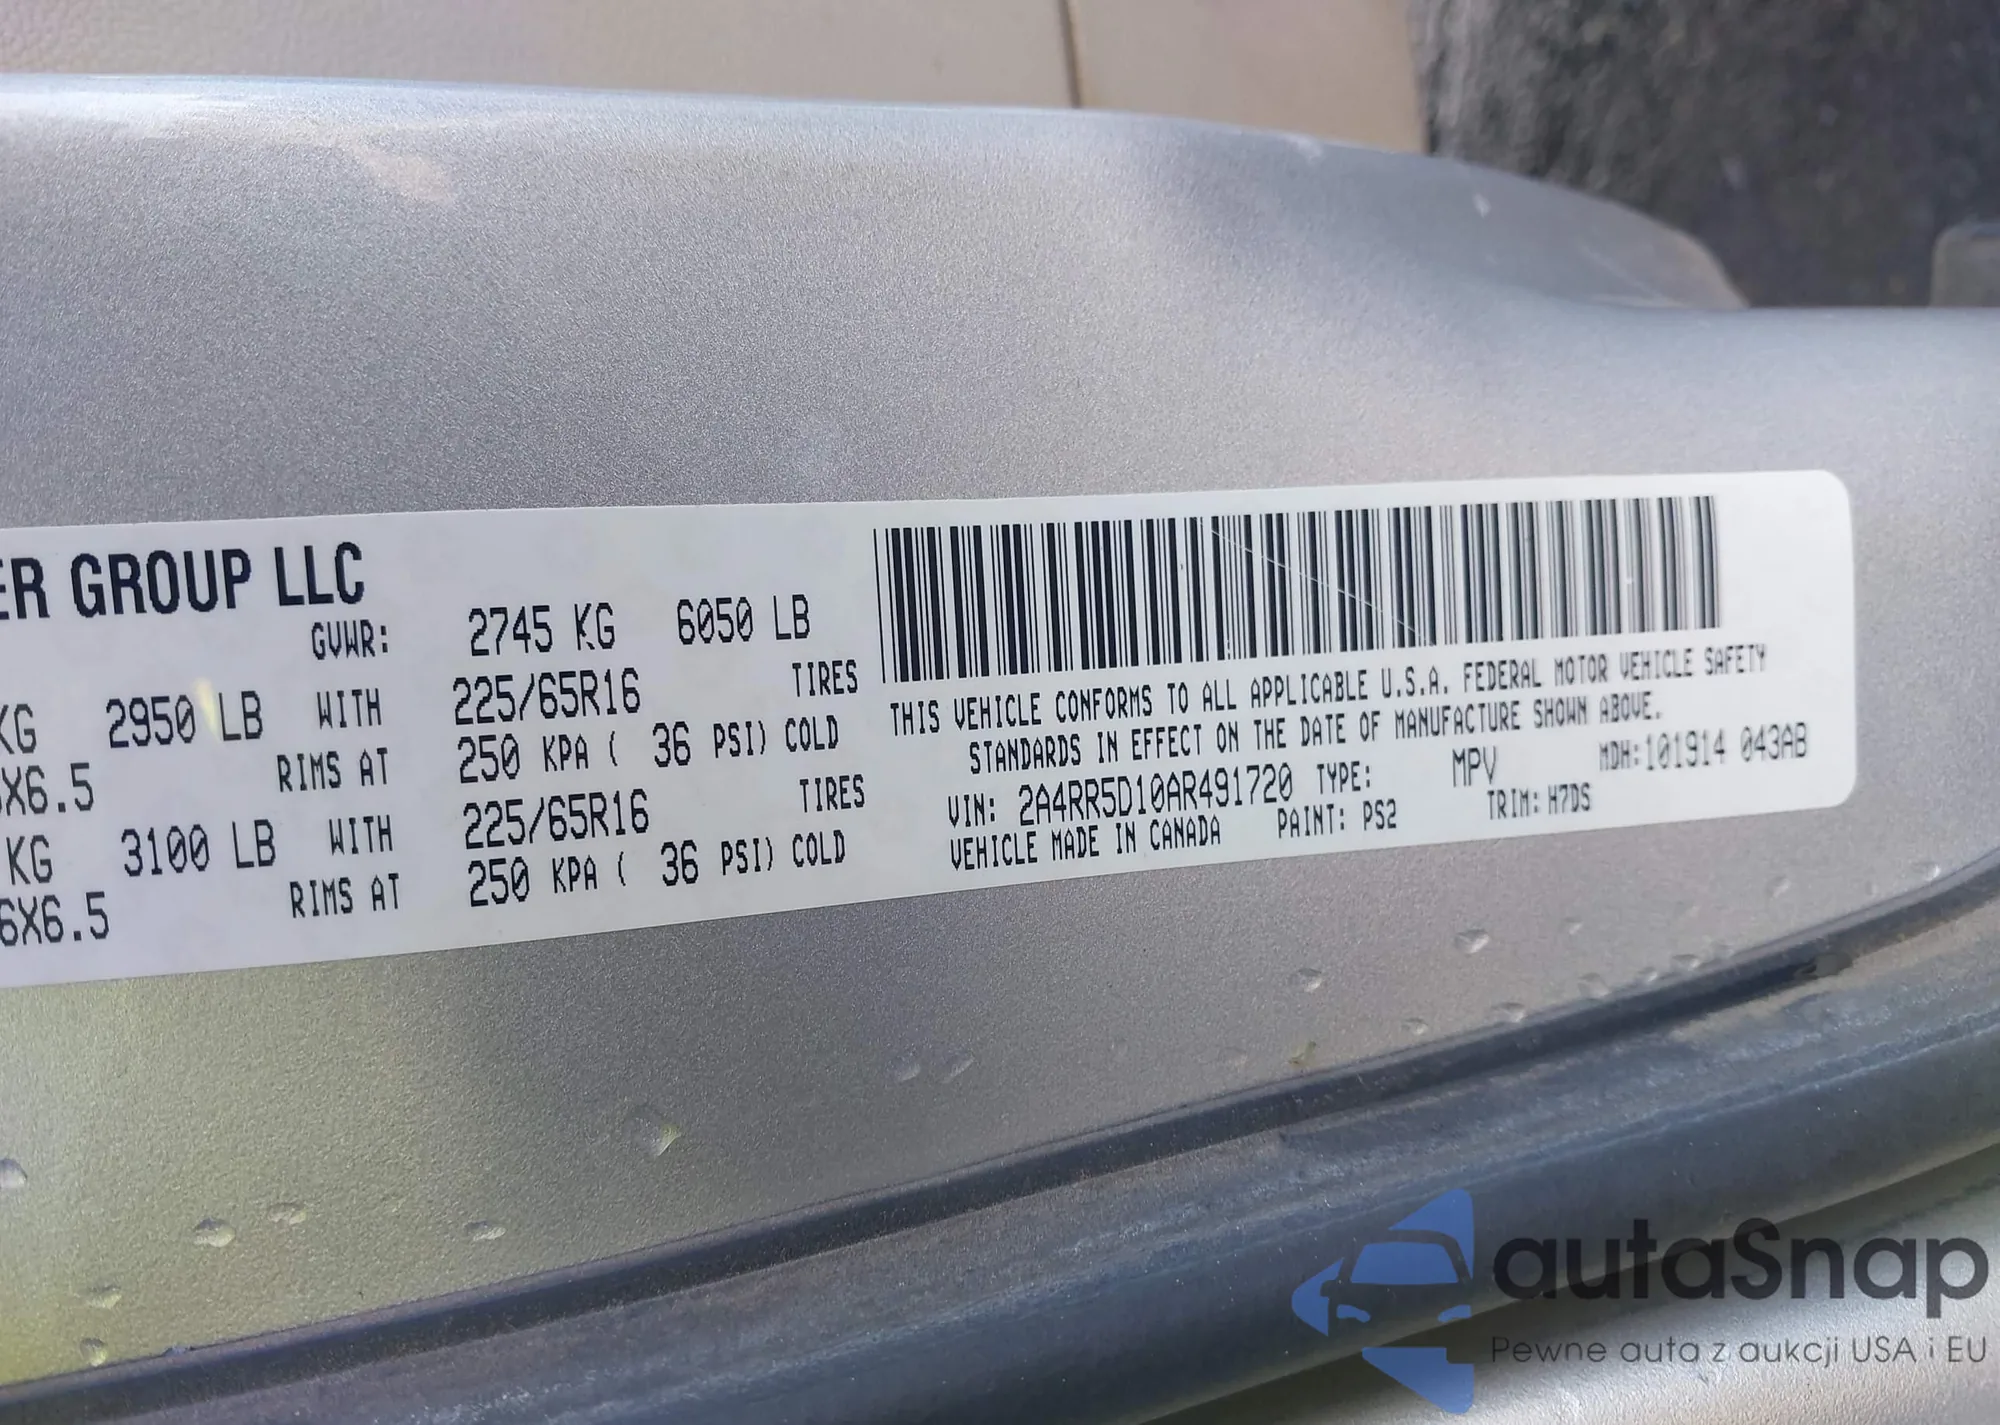 ER GROUP LLC
GVWR: 2745 KG 6050 LB
KG 2950 LB WITH 225/65R16 TIRES
X6.5 RIMS AT 250 KPA ( 36 PSI) COLD
KG 3100 LB WITH 225/65R16 TIRES
6X6.5 RIMS AT 250 KPA ( 36 PSI) COLD
THIS VEHICLE CONFORMS TO ALL APPLICABLE U.S.A. FEDERAL MOTOR VEHICLE SAFETY
STANDARDS IN EFFECT ON THE DATE OF MANUFACTURE SHOWN ABOVE.
VIN: 2A4RR5D10AR491720 TYPE: MPV MDH:101914 043AB
VEHICLE MADE IN CANADA PAINT: PS2 TRIM: H7DS
autaSnap
Pewne auta z aukcji USA i EU